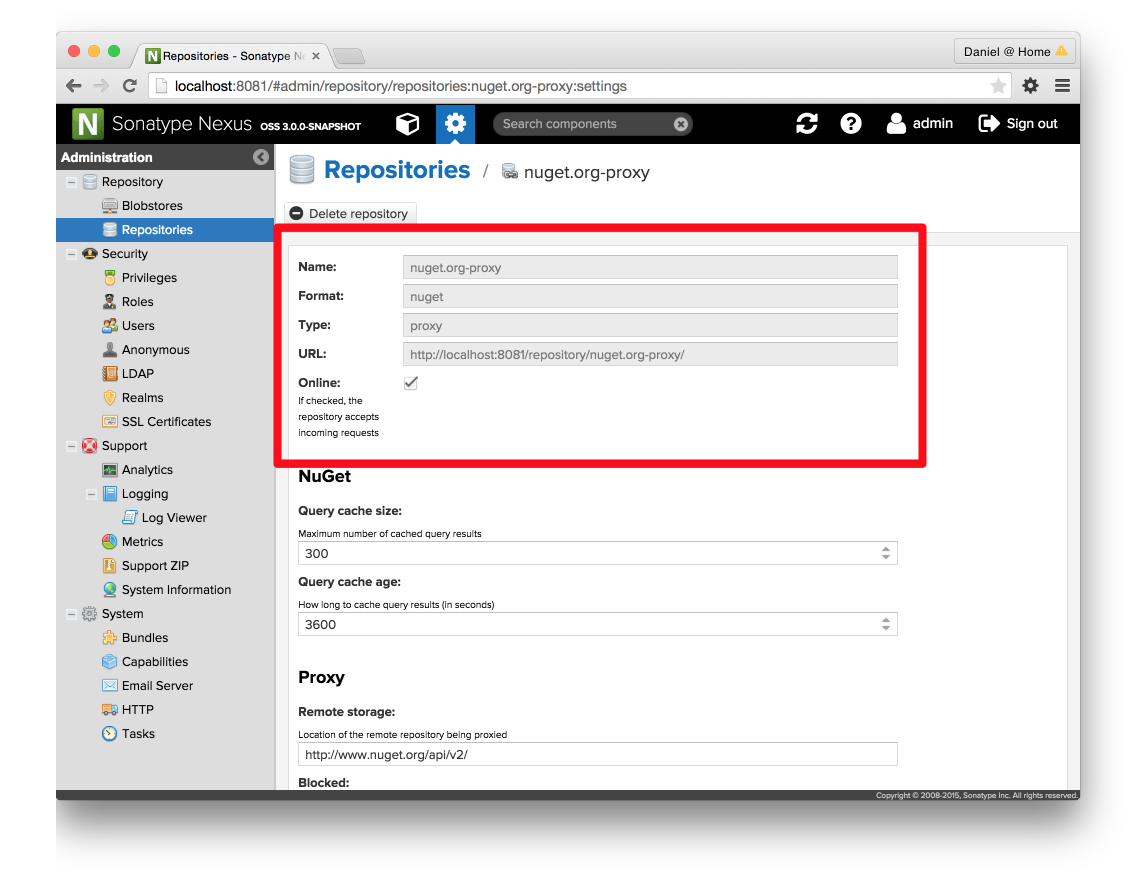 Repositories - Sonatype Ne
Daniel @ Home
localhost:8081/#admin/repository/repositories:nuget.org-proxy:settings
N Sonatype Nexus OSS 3.0.0-SNAPSHOT
Search components
admin
Sign out
Administration
Repository
Blobstores
Repositories
Security
Privileges
Roles
Users
Anonymous
LDAP
Realms
SSL Certificates
Support
Analytics
Logging
Log Viewer
Metrics
Support ZIP
System Information
System
Bundles
Capabilities
Email Server
HTTP
Tasks
Repositories / nuget.org-proxy
Delete repository
Name: nuget.org-proxy
Format: nuget
Type: proxy
URL: http://localhost:8081/repository/nuget.org-proxy/
Online:
If checked, the
repository accepts
incoming requests
NuGet
Query cache size:
Maximum number of cached query results
300
Query cache age:
How long to cache query results (in seconds)
3600
Proxy
Remote storage:
Location of the remote repository being proxied
http://www.nuget.org/api/v2/
Blocked:
Copyright © 2008-2015, Sonatype Inc. All rights reserved.